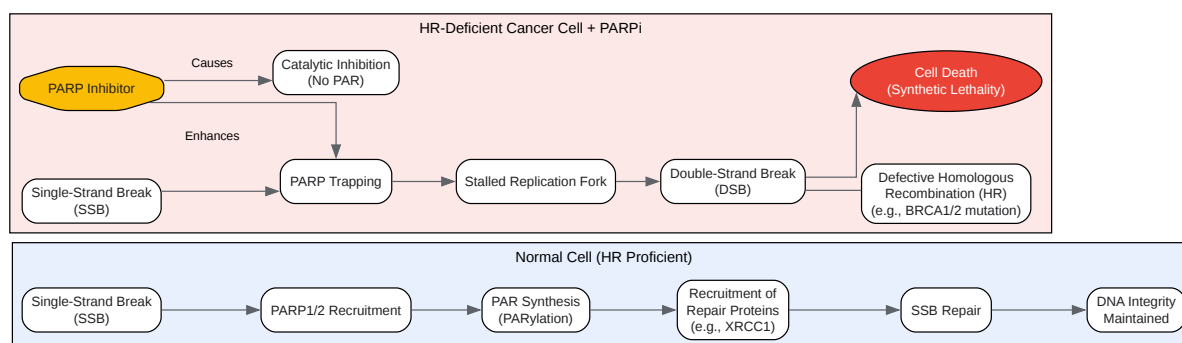 HR-Deficient Cancer Cell + PARPi
Causes
Catalytic Inhibition
(No PAR)
PARP Inhibitor
Cell Death
(Synthetic Lethality)
Enhances
Single-Strand Break
(SSB)
PARP Trapping
Stalled Replication Fork
Double-Strand Break
(DSB)
Defective Homologous
Recombination (HR)
(e.g., BRCA1/2 mutation)
Normal Cell (HR Proficient)
Single-Strand Break
(SSB)
PARP1/2 Recruitment
PAR Synthesis
(PARylation)
Recruitment of
Repair Proteins
(e.g., XRCC1)
SSB Repair
DNA Integrity
Maintained